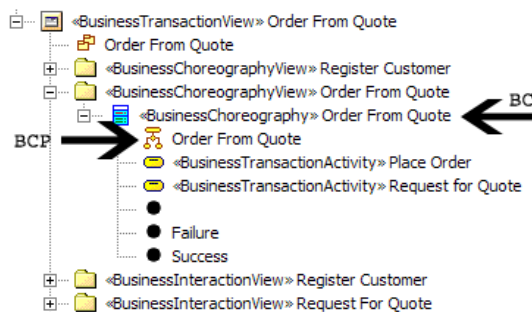 «BusinessTransactionView» Order From Quote
Order From Quote
«BusinessChoreographyView» Register Customer
«BusinessChoreographyView» Order From Quote
BC
«BusinessChoreography» Order From Quote
BCP
Order From Quote
«BusinessTransactionActivity» Place Order
«BusinessTransactionActivity» Request for Quote
Failure
Success
«BusinessInteractionView» Register Customer
«BusinessInteractionView» Request For Quote